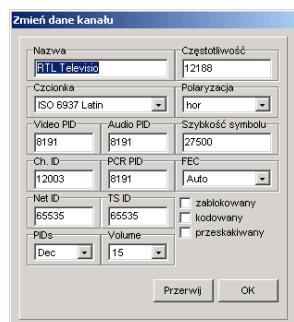 Zmień dane kanału
Nazwa
RTL Televisio
Częstotliwość
12188
Czcionka
ISO 6937 Latin
Polaryzacja
hor
Video PID
8191
Audio PID
8191
Szybkość symbolu
27500
Ch. ID
12003
PCR PID
8191
FEC
Auto
Net ID
65535
TS ID
65535
zablokowany
kodowany
przeskakiwany
PIDs
Dec
Volume
15
Przerwij
OK